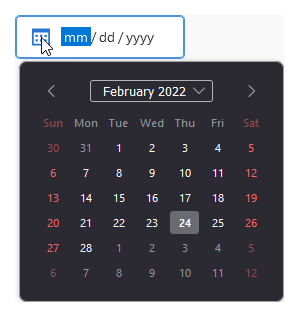 mm / dd / yyyy
February 2022
Sun Mon Tue Wed Thu Fri Sat
30 31 1 2 3 4 5
6 7 8 9 10 11 12
13 14 15 16 17 18 19
20 21 22 23 24 25 26
27 28 1 2 3 4 5
6 7 8 9 10 11 12